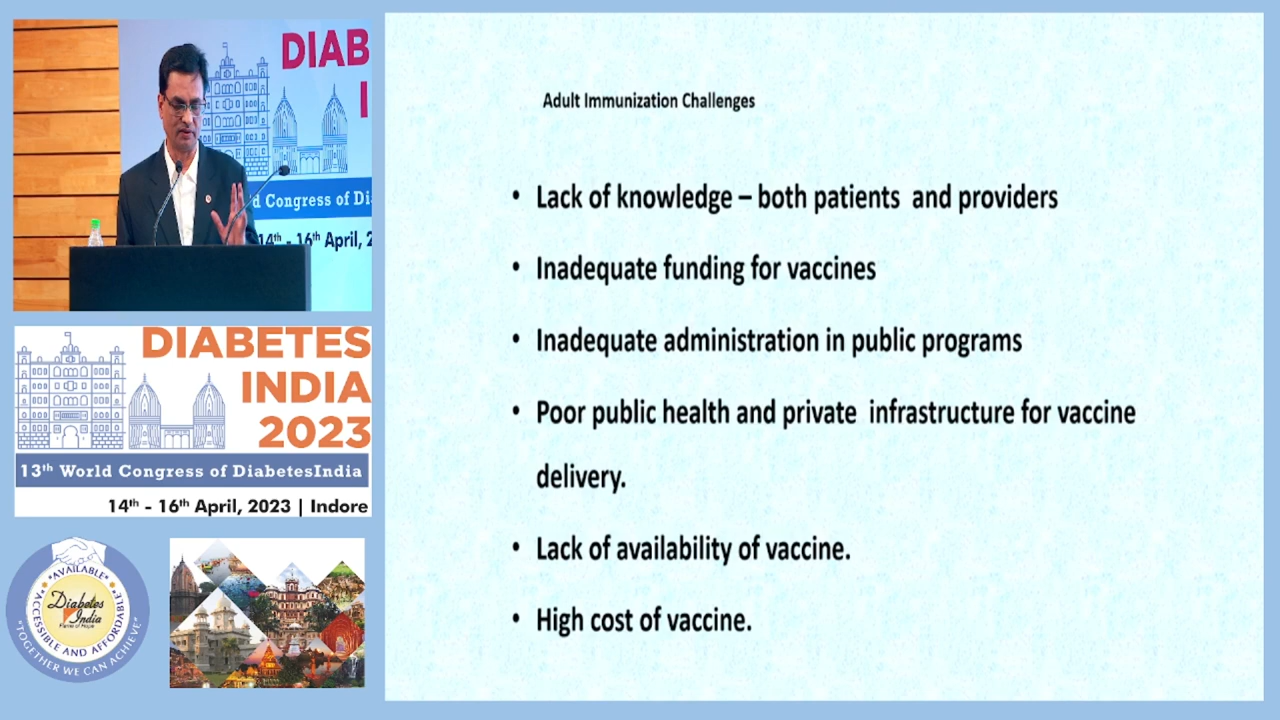 DIAB
I
d Congress of Di
14th - 16th April, 2
DIABETES
INDIA
2023
13th World Congress of DiabetesIndia
14th - 16th April, 2023 | Indore
"AVAILABLE"
"ACCESSIBLE AND AFFORDABLE"
"TOGETHER WE CAN ACHIEVE"
Diabetes
India
Adult Immunization Challenges
• Lack of knowledge – both patients and providers
• Inadequate funding for vaccines
• Inadequate administration in public programs
• Poor public health and private infrastructure for vaccine
delivery.
• Lack of availability of vaccine.
• High cost of vaccine.